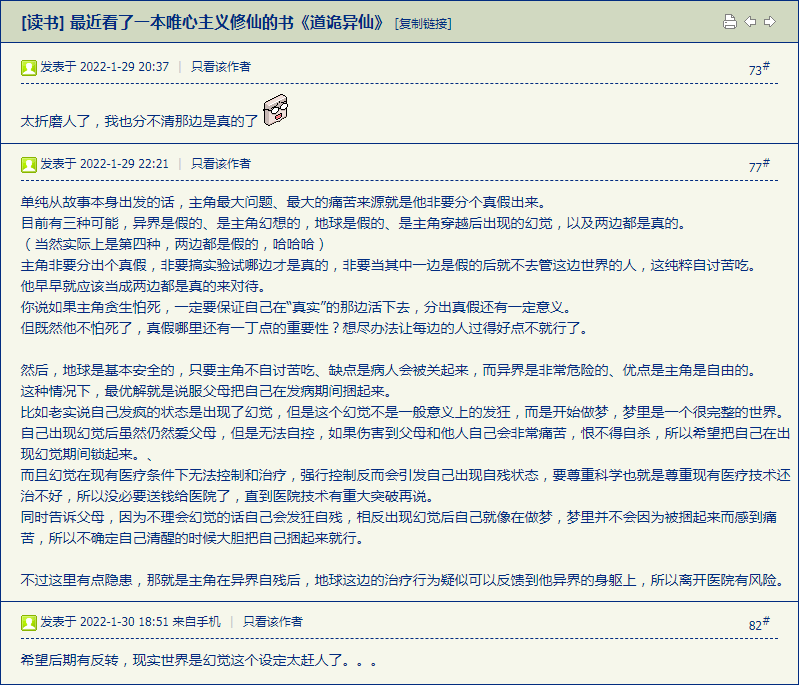 [读书] 最近看了一本唯心主义修仙的书《道诡异仙》 [复制链接]
发表于 2022-1-29 20:37 | 只看该作者 73#
太折磨人了，我也分不清那边是真的了
发表于 2022-1-29 22:21 | 只看该作者 77#
单纯从故事本身出发的话，主角最大问题、最大的痛苦来源就是他非要分个真假出来。
目前有三种可能，异界是假的、是主角幻想的，地球是假的、是主角穿越后出现的幻觉，以及两边都是真的。
（当然实际上是第四种，两边都是假的，哈哈哈）
主角非要分出个真假，非要搞实验试哪边才是真的，非要当其中一边是假的后就不去管这边世界的人，这纯粹自讨苦吃。
他早早就应该当成两边都是真的来对待。
你说如果主角贪生怕死，一定要保证自己在“真实”的那边活下去，分出真假还有一定意义。
但既然他不怕死了，真假哪里还有一丁点的重要性？想尽办法让每边的人过得好点不就行了。
然后，地球是基本安全的，只要主角不自讨苦吃、缺点是病人会被关起来，而异界是非常危险的、优点是主角是自由的。
这种情况下，最优解就是说服父母把自己在发病期间捆起来。
比如老实说自己发疯的状态是出现了幻觉，但是这个幻觉不是一般意义上的发狂，而是开始做梦，梦里是一个很完整的世界。
自己出现幻觉后虽然仍然爱父母，但是无法自控，如果伤害到父母和他人自己会非常痛苦，恨不得自杀，所以希望把自己在出
现幻觉期间锁起来。、
而且幻觉在现有医疗条件下无法控制和治疗，强行控制反而会引发自己出现自残状态，要尊重科学也就是尊重现有医疗技术还
治不好，所以没必要送钱给医院了，直到医院技术有重大突破再说。
同时告诉父母，因为不理会幻觉的话自己会发狂自残，相反出现幻觉后自己就像在做梦，梦里并不会因为被捆起来而感到痛
苦，所以不确定自己清醒的时候大胆把自己捆起来就行。
不过这里有点隐患，那就是主角在异界自残后，地球这边的治疗行为疑似可以反馈到他异界的身躯上，所以离开医院有风险。
发表于 2022-1-30 18:51 来自手机 | 只看该作者 82#
希望后期有反转，现实世界是幻觉这个设定太赶人了。。。